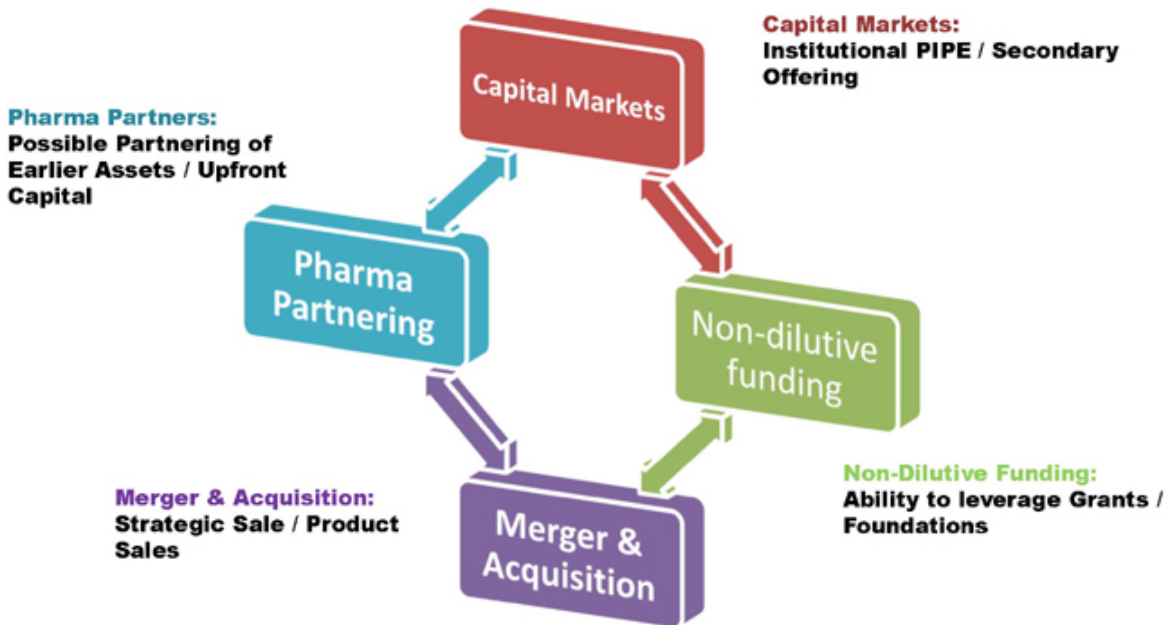 Capital Markets:
Institutional PIPE / Secondary
Offering
Capital Markets
Pharma Partners:
Possible Partnering of
Earlier Assets / Upfront
Capital
Pharma
Partnering
Non-dilutive
funding
Merger & Acquisition:
Strategic Sale / Product
Sales
Merger &
Acquisition
Non-Dilutive Funding:
Ability to leverage Grants /
Foundations